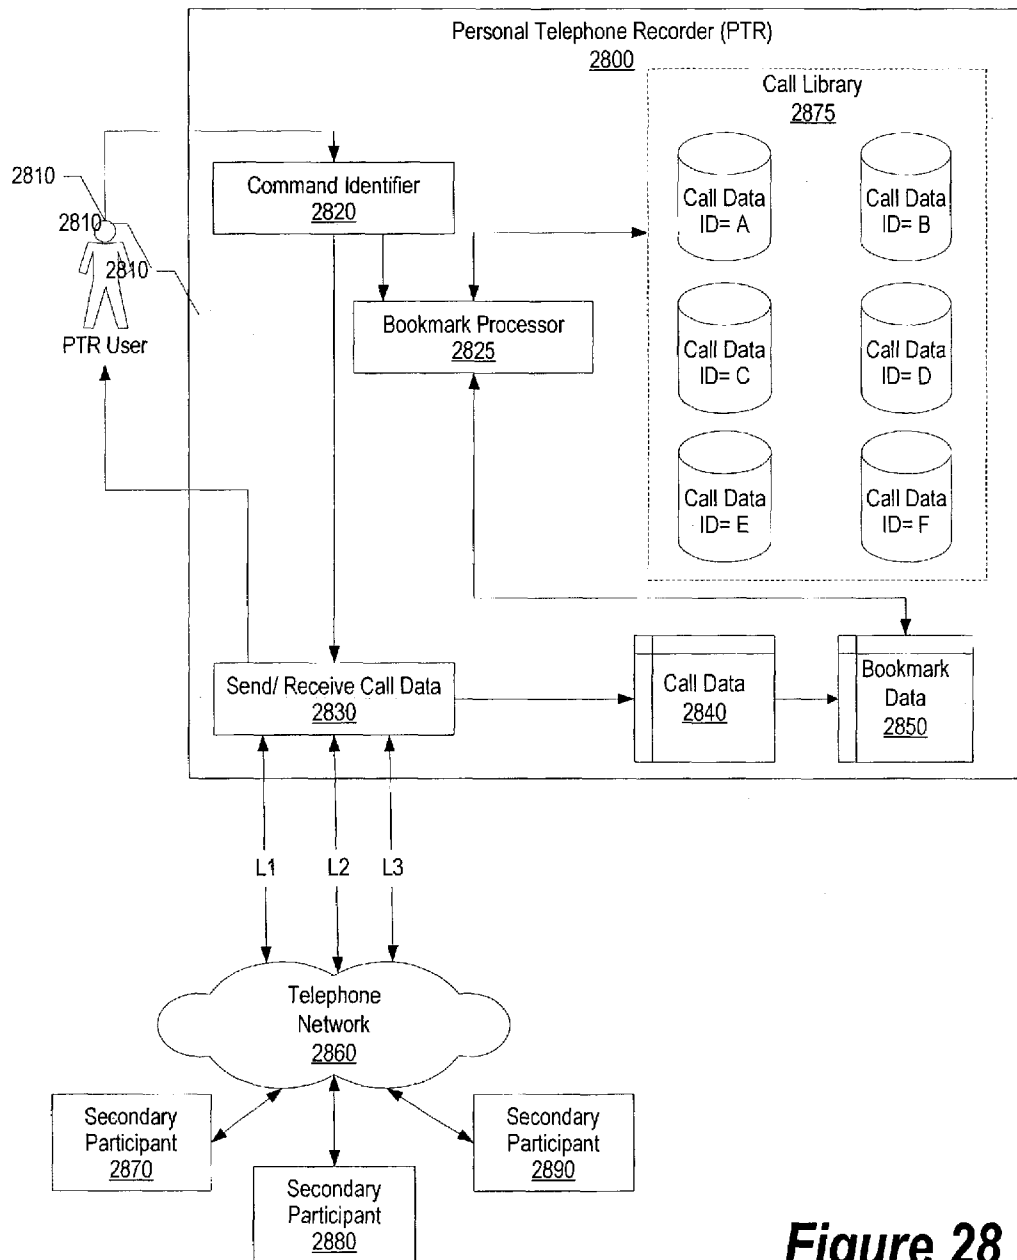 Personal Telephone Recorder (PTR)
2800
Call Library
2875
Command Identifier
2820
2810
2810
2810
PTR User
Bookmark Processor
2825
Call Data
ID= A
Call Data
ID= B
Call Data
ID= C
Call Data
ID= D
Call Data
ID= E
Call Data
ID= F
Send/ Receive Call Data
2830
Call Data
2840
Bookmark
Data
2850
L1
L2
L3
Telephone
Network
2860
Secondary
Participant
2870
Secondary
Participant
2880
Secondary
Participant
2890
Figure 28